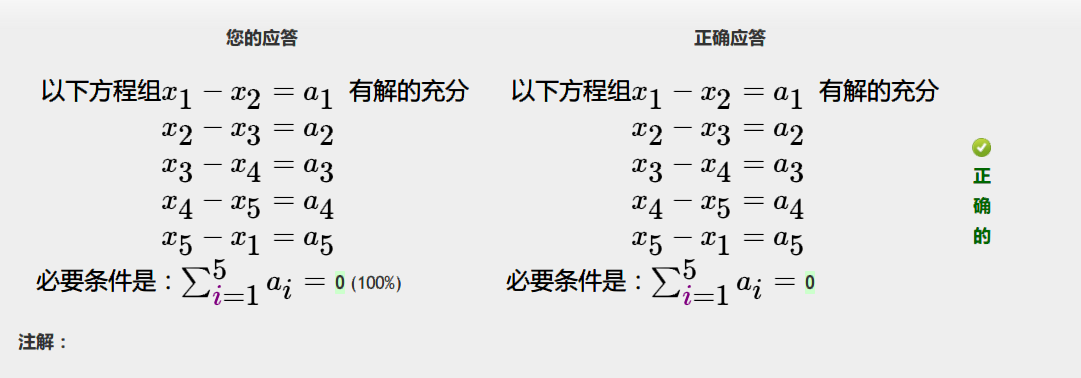 您的应答 正确应答
以下方程组x₁ − x₂ = a₁ 有解的充分 以下方程组x₁ − x₂ = a₁ 有解的充分
x₂ − x₃ = a₂ x₂ − x₃ = a₂
x₃ − x₄ = a₃ x₃ − x₄ = a₃
x₄ − x₅ = a₄ x₄ − x₅ = a₄
x₅ − x₁ = a₅ x₅ − x₁ = a₅
必要条件是：∑⁵ᵢ₌₁ aᵢ = 0 (100%) 必要条件是：∑⁵ᵢ₌₁ aᵢ = 0
正
确
的
注解：